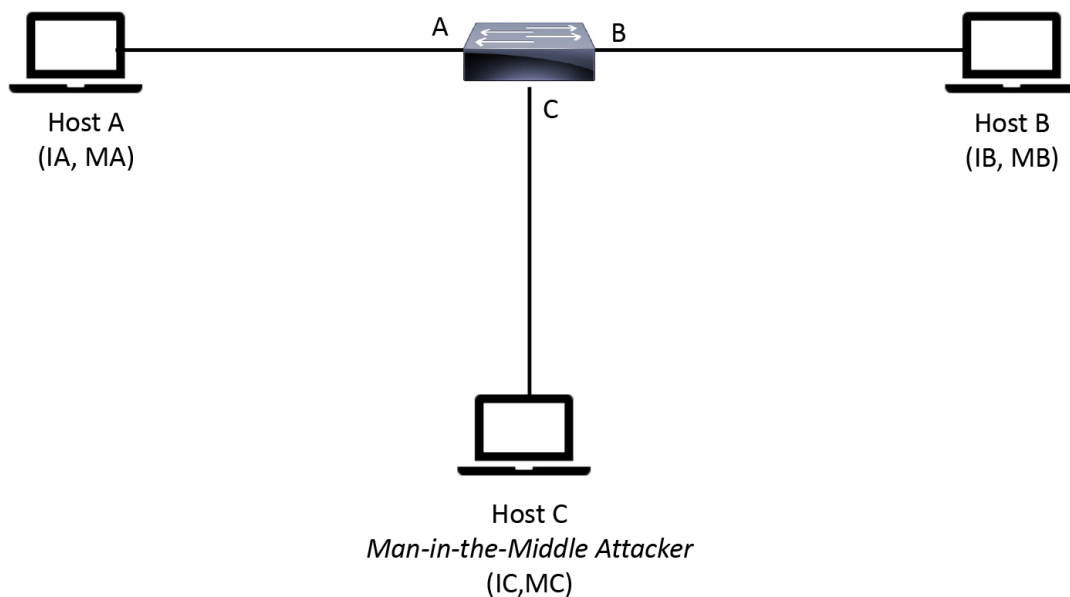 A
B
C
Host A
(IA, MA)
Host B
(IB, MB)
Host C
Man-in-the-Middle Attacker
(IC,MC)